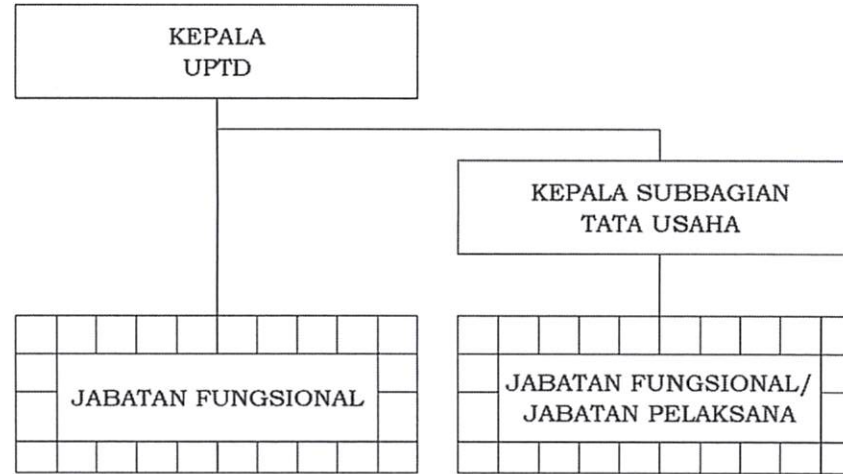 KEPALA
UPTD
KEPALA SUBBAGIAN
TATA USAHA
JABATAN FUNGSIONAL
JABATAN FUNGSIONAL/
JABATAN PELAKSANA